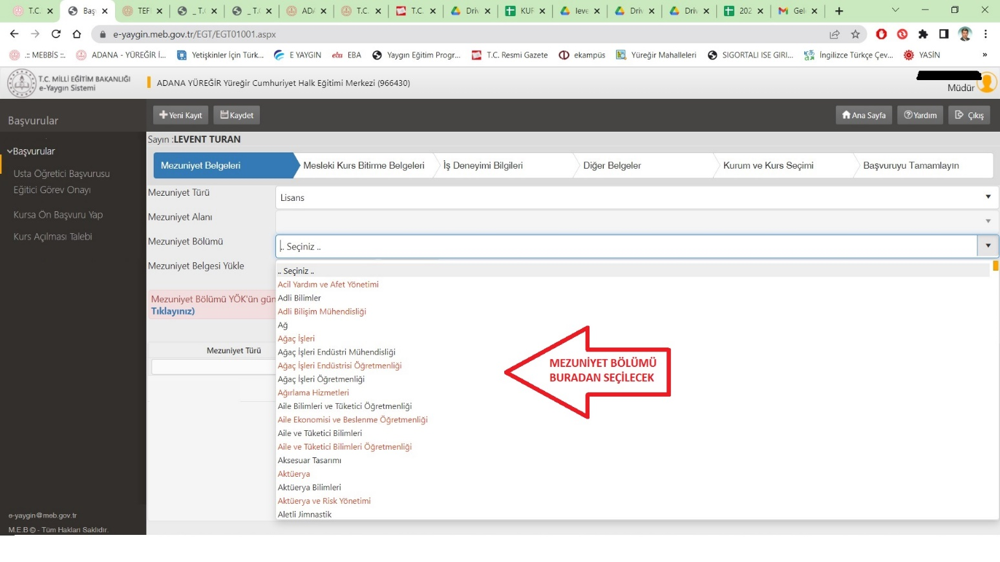 T.C.
Baş
TEF
_ T.C
_ T.C
ADA
T.C.
T.C.
Driv
KUR
leve
Driv
Driv
202
Gel
e-yaygin.meb.gov.tr/EGT/EGT01001.aspx
.:: MEBBİS ::.
ADANA - YÜREĞİR İ...
Yetişkinler İçin Türk...
E YAYGIN
eba EBA
Yaygın Eğitim Progr...
T.C. Resmi Gazete
ekampüs
Yüreğir Mahalleleri
SIGORTALI ISE GIRI...
İngilizce Türkçe Çev...
YASİN
»
T.C. MİLLİ EĞİTİM BAKANLIĞI
e-Yaygın Sistemi
ADANA YÜREĞİR Yüreğir Cumhuriyet Halk Eğitimi Merkezi (966430)
Müdür
Başvurular
Yeni Kayıt
Kaydet
Ana Sayfa
Yardım
Çıkış
Sayın :LEVENT TURAN
Başvurular
Usta Öğretici Başvurusu
Eğitici Görev Onayı
Kursa Ön Başvuru Yap
Kurs Açılması Talebi
Mezuniyet Belgeleri
Mesleki Kurs Bitirme Belgeleri
İş Deneyimi Bilgileri
Diğer Belgeler
Kurum ve Kurs Seçimi
Başvuruyu Tamamlayın
Mezuniyet Türü
Lisans
Mezuniyet Alanı
Mezuniyet Bölümü
.. Seçiniz ..
Mezuniyet Belgesi Yükle
Mezuniyet Bölümü YÖK'ün gün
Tıklayınız)
Mezuniyet Türü
.. Seçiniz ..
Acil Yardım ve Afet Yönetimi
Adli Bilimler
Adli Bilişim Mühendisliği
Ağ
Ağaç İşleri
Ağaç İşleri Endüstri Mühendisliği
Ağaç İşleri Endüstrisi Öğretmenliği
Ağaç İşleri Öğretmenliği
Ağırlama Hizmetleri
Aile Bilimleri ve Tüketici Öğretmenliği
Aile Ekonomisi ve Beslenme Öğretmenliği
Aile ve Tüketici Bilimleri
Aile ve Tüketici Bilimleri Öğretmenliği
Aksesuar Tasarımı
Aktüerya
Aktüerya Bilimleri
Aktüerya ve Risk Yönetimi
Aletli Jimnastik
MEZUNİYET BÖLÜMÜ
BURADAN SEÇİLECEK
e-yaygin@meb.gov.tr
M.E.B © - Tüm Hakları Saklıdır.